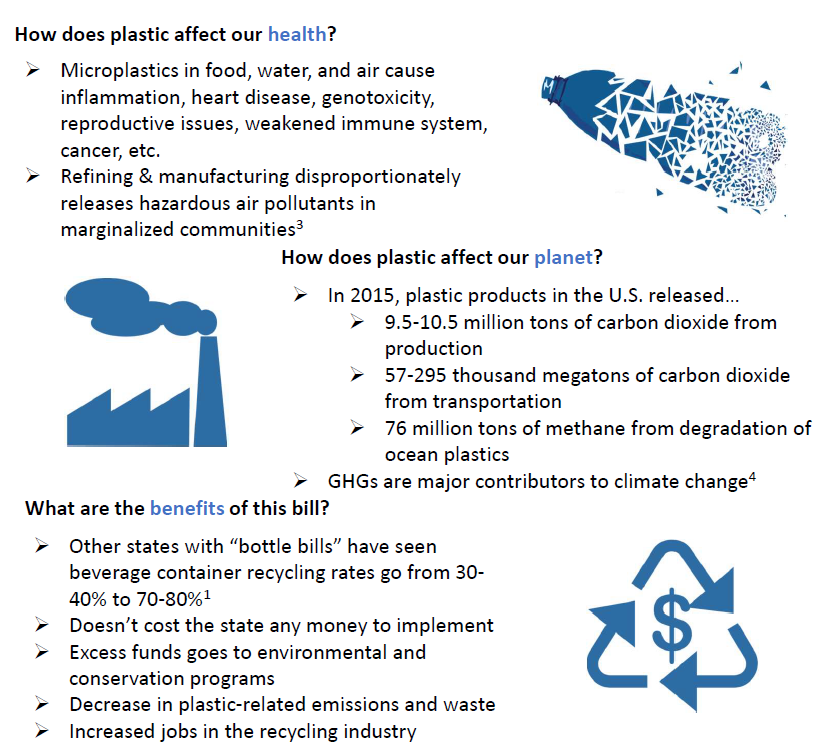 How does plastic affect our health?
➢ Microplastics in food, water, and air cause
inflammation, heart disease, genotoxicity,
reproductive issues, weakened immune system,
cancer, etc.
➢ Refining & manufacturing disproportionately
releases hazardous air pollutants in
marginalized communities³
How does plastic affect our planet?
➢ In 2015, plastic products in the U.S. released…
➢ 9.5-10.5 million tons of carbon dioxide from
production
➢ 57-295 thousand megatons of carbon dioxide
from transportation
➢ 76 million tons of methane from degradation of
ocean plastics
➢ GHGs are major contributors to climate change⁴
What are the benefits of this bill?
➢ Other states with “bottle bills” have seen
beverage container recycling rates go from 30-
40% to 70-80%¹
➢ Doesn’t cost the state any money to implement
➢ Excess funds goes to environmental and
conservation programs
➢ Decrease in plastic-related emissions and waste
➢ Increased jobs in the recycling industry
$